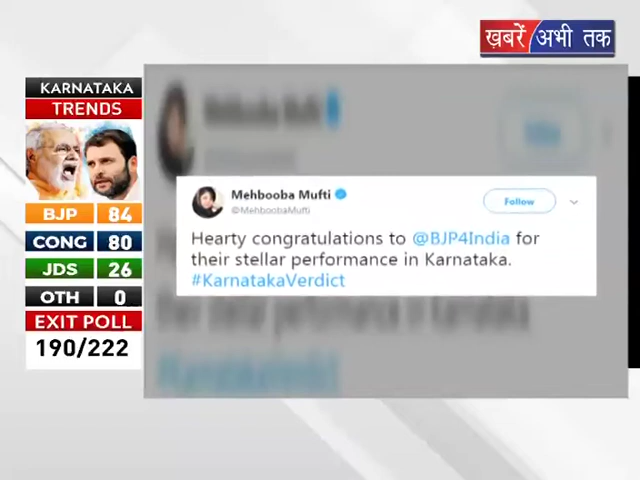 ख़बरें अभी तक
KARNATAKA
TRENDS
BJP 84
CONG 80
JDS 26
OTH 0
EXIT POLL
190/222
Mehbooba Mufti
@MehboobaMufti
Follow
Hearty congratulations to @BJP4India for
their stellar performance in Karnataka.
#KarnatakaVerdict